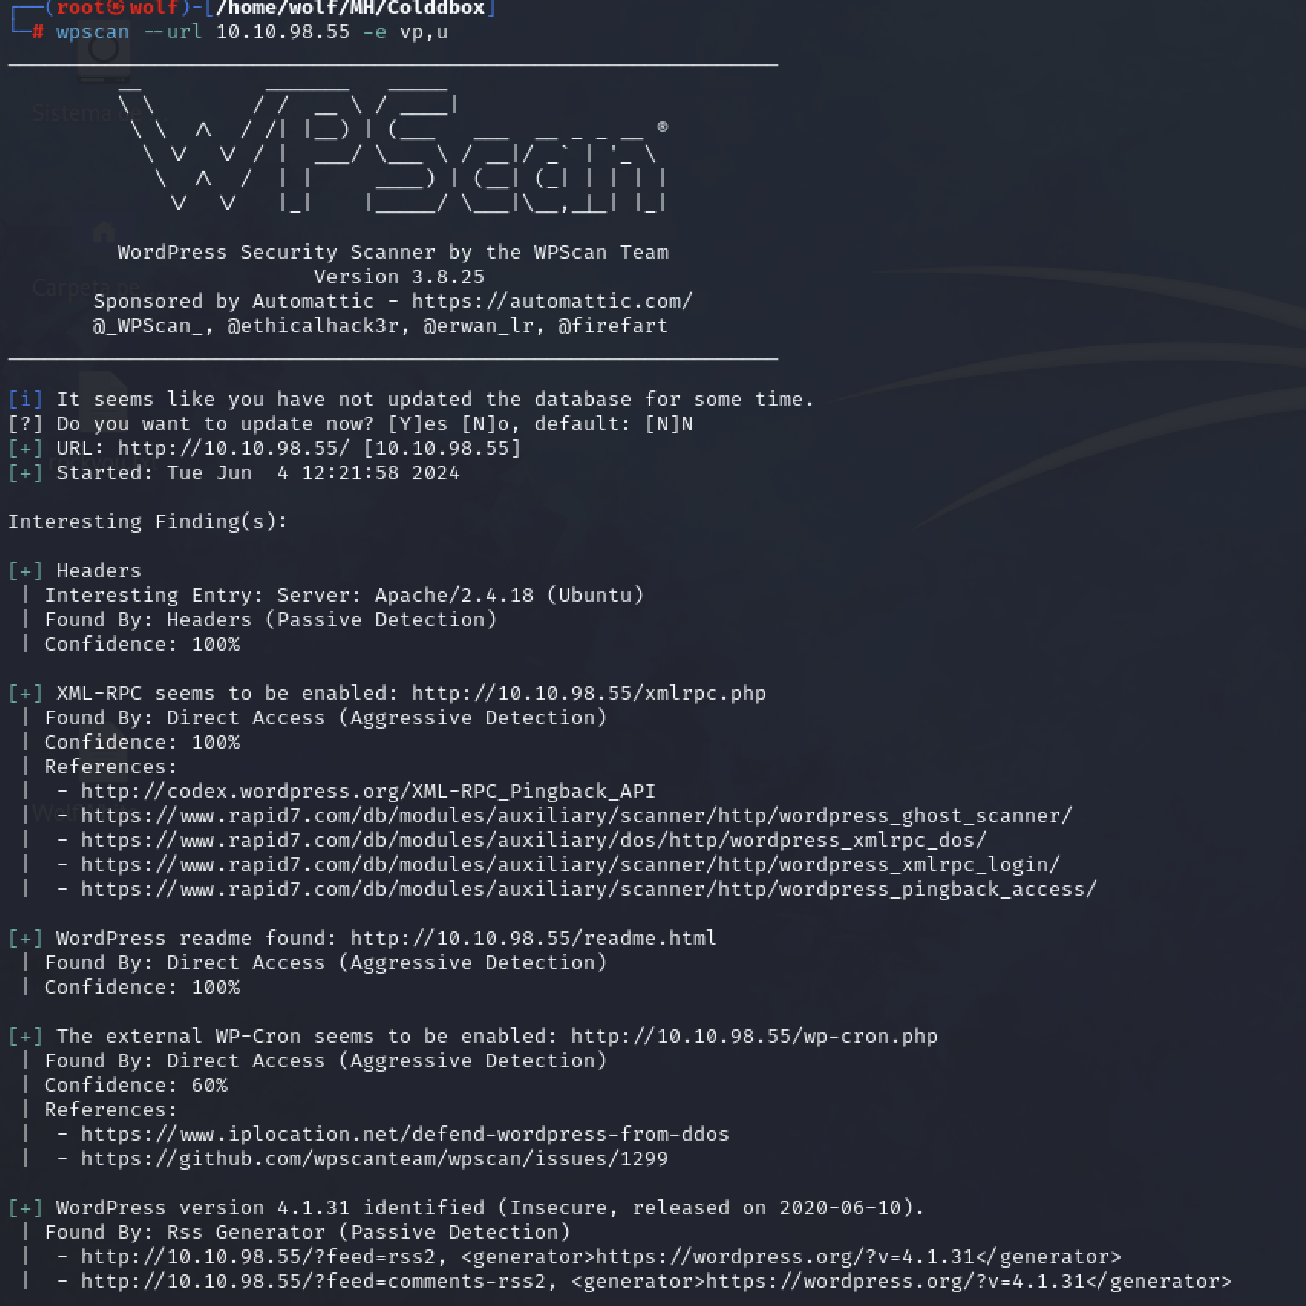 ┌──(root㉿wolf)-[/home/wolf/MH/Colddbox]
└─# wpscan --url 10.10.98.55 -e vp,u
WPScan ®
WordPress Security Scanner by the WPScan Team
Version 3.8.25
Sponsored by Automattic - https://automattic.com/
@_WPScan_, @ethicalhack3r, @erwan_lr, @firefart
[i] It seems like you have not updated the database for some time.
[?] Do you want to update now? [Y]es [N]o, default: [N]N
[+] URL: http://10.10.98.55/ [10.10.98.55]
[+] Started: Tue Jun  4 12:21:58 2024
Interesting Finding(s):
[+] Headers
 | Interesting Entry: Server: Apache/2.4.18 (Ubuntu)
 | Found By: Headers (Passive Detection)
 | Confidence: 100%
[+] XML-RPC seems to be enabled: http://10.10.98.55/xmlrpc.php
 | Found By: Direct Access (Aggressive Detection)
 | Confidence: 100%
 | References:
 |  - http://codex.wordpress.org/XML-RPC_Pingback_API
 |  - https://www.rapid7.com/db/modules/auxiliary/scanner/http/wordpress_ghost_scanner/
 |  - https://www.rapid7.com/db/modules/auxiliary/dos/http/wordpress_xmlrpc_dos/
 |  - https://www.rapid7.com/db/modules/auxiliary/scanner/http/wordpress_xmlrpc_login/
 |  - https://www.rapid7.com/db/modules/auxiliary/scanner/http/wordpress_pingback_access/
[+] WordPress readme found: http://10.10.98.55/readme.html
 | Found By: Direct Access (Aggressive Detection)
 | Confidence: 100%
[+] The external WP-Cron seems to be enabled: http://10.10.98.55/wp-cron.php
 | Found By: Direct Access (Aggressive Detection)
 | Confidence: 60%
 | References:
 |  - https://www.iplocation.net/defend-wordpress-from-ddos
 |  - https://github.com/wpscanteam/wpscan/issues/1299
[+] WordPress version 4.1.31 identified (Insecure, released on 2020-06-10).
 | Found By: Rss Generator (Passive Detection)
 |  - http://10.10.98.55/?feed=rss2, <generator>https://wordpress.org/?v=4.1.31</generator>
 |  - http://10.10.98.55/?feed=comments-rss2, <generator>https://wordpress.org/?v=4.1.31</generator>